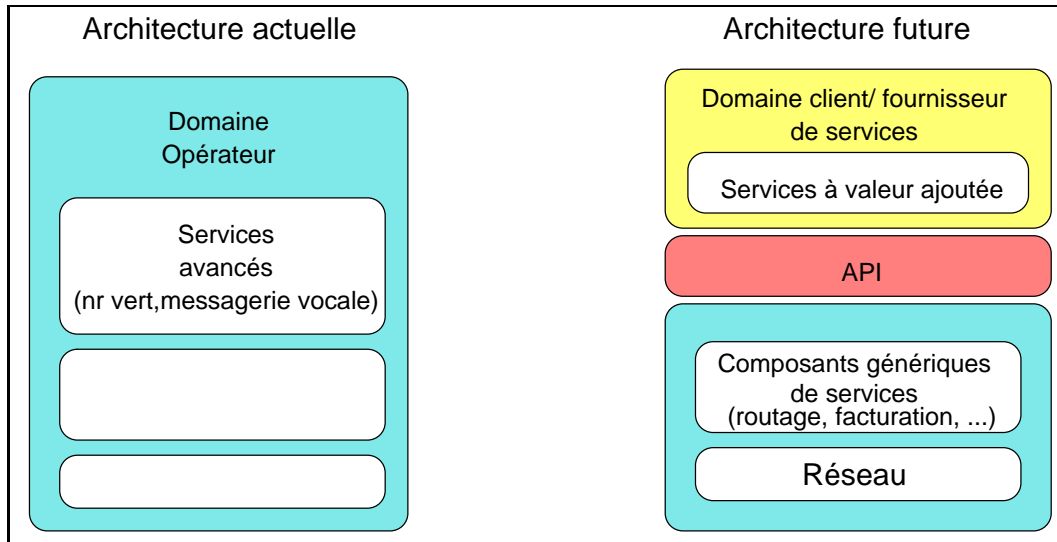 Architecture actuelle
Domaine
Opérateur
Services
avancés
(nr vert,messagerie vocale)
Architecture future
Domaine client/ fournisseur
de services
Services à valeur ajoutée
API
Composants génériques
de services
(routage, facturation, ...)
Réseau